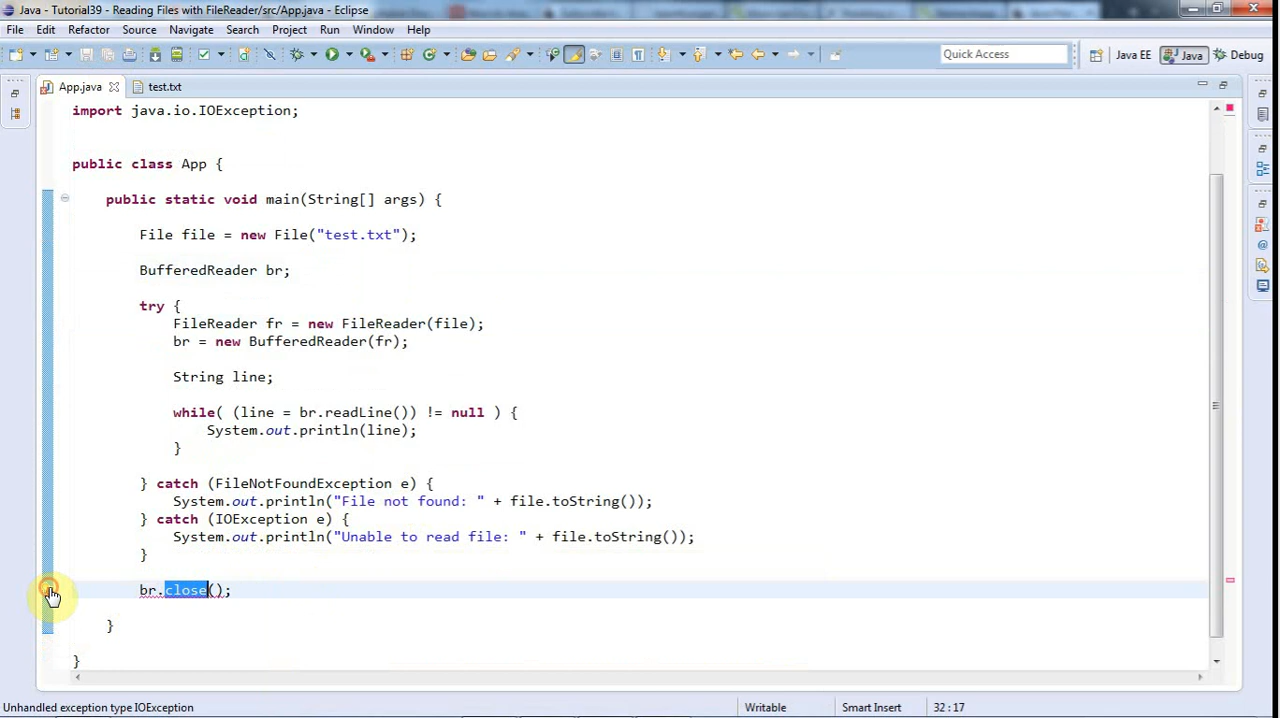 Java - Tutorial39 - Reading Files with FileReader/src/App.java - Eclipse
File Edit Refactor Source Navigate Search Project Run Window Help
Quick Access Java EE Java Debug
App.java test.txt
import java.io.IOException;
public class App {
public static void main(String[] args) {
File file = new File("test.txt");
BufferedReader br;
try {
FileReader fr = new FileReader(file);
br = new BufferedReader(fr);
String line;
while( (line = br.readLine()) != null ) {
System.out.println(line);
}
} catch (FileNotFoundException e) {
System.out.println("File not found: " + file.toString());
} catch (IOException e) {
System.out.println("Unable to read file: " + file.toString());
}
br.close();
}
}
Unhandled exception type IOException Writable Smart Insert 32 : 17